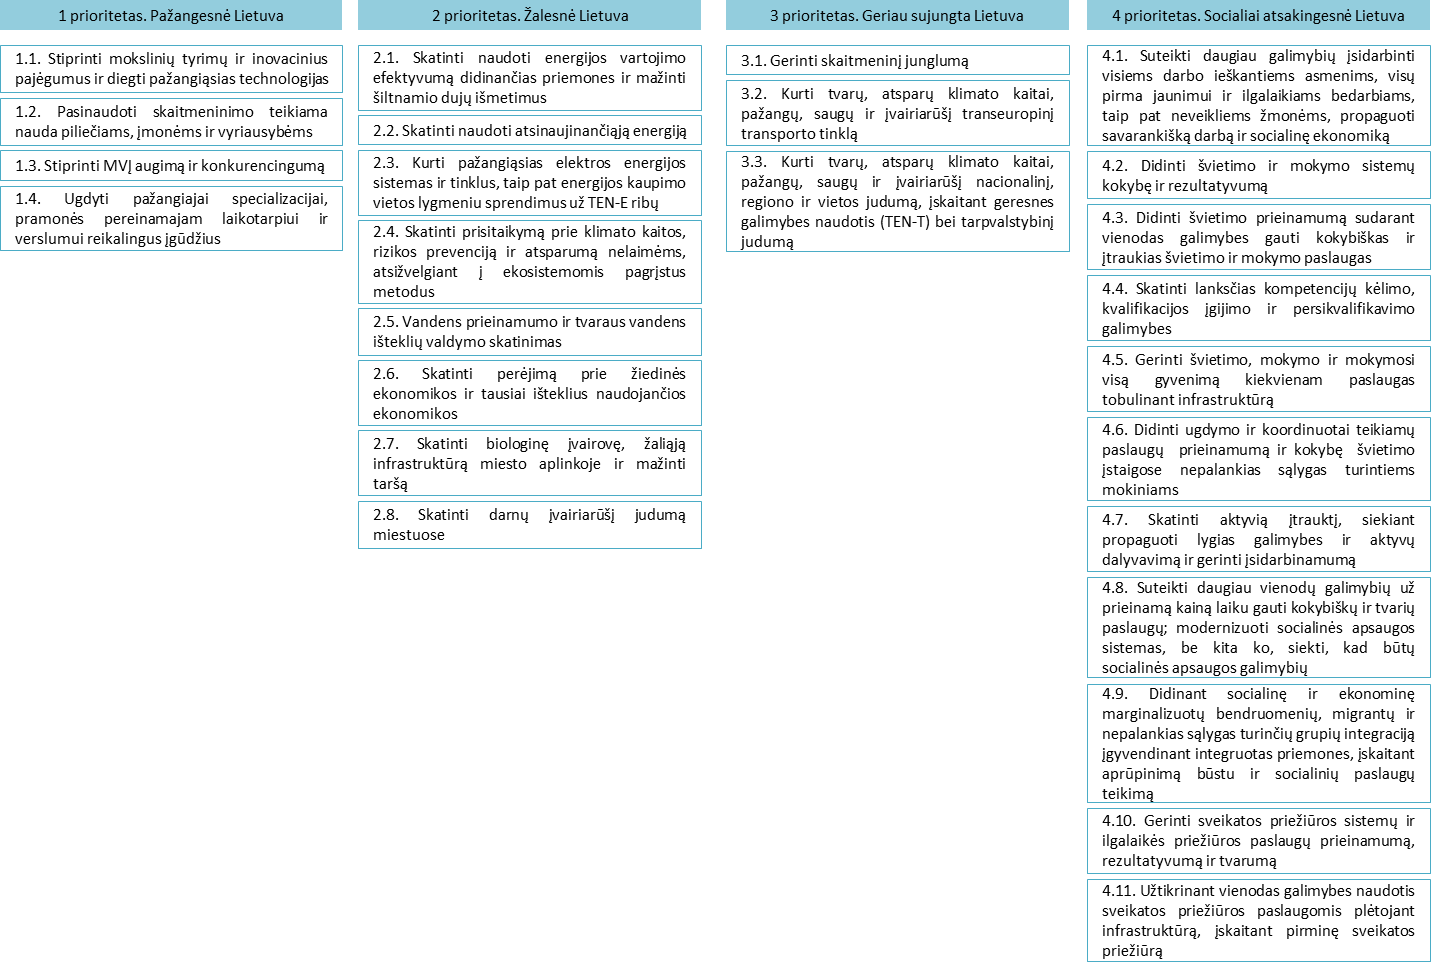 1 prioritetas. Pažangesnė Lietuva
1.1. Stiprinti mokslinių tyrimų ir inovacinius
pajėgumus ir diegti pažangiąsias technologijas
1.2. Pasinaudoti skaitmeninimo teikiama
nauda piliečiams, įmonėms ir vyriausybėms
1.3. Stiprinti MVĮ augimą ir konkurencingumą
1.4. Ugdyti pažangiajai specializacijai,
pramonės pereinamajam laikotarpiui ir
verslumui reikalingus įgūdžius
2 prioritetas. Žalesnė Lietuva
2.1. Skatinti naudoti energijos vartojimo
efektyvumą didinančias priemones ir mažinti
šiltnamio dujų išmetimus
2.2. Skatinti naudoti atsinaujinančiąją energiją
2.3. Kurti pažangiąsias elektros energijos
sistemas ir tinklus, taip pat energijos kaupimo
vietos lygmeniu sprendimus už TEN-E ribų
2.4. Skatinti prisitaikymą prie klimato kaitos,
rizikos prevenciją ir atsparumą nelaimėms,
atsižvelgiant į ekosistemomis pagrįstus
metodus
2.5. Vandens prieinamumo ir tvaraus vandens
išteklių valdymo skatinimas
2.6. Skatinti perėjimą prie žiedinės
ekonomikos ir tausiai išteklius naudojančios
ekonomikos
2.7. Skatinti biologinę įvairovę, žaliąją
infrastruktūrą miesto aplinkoje ir mažinti
taršą
2.8. Skatinti darnų įvairiarūšį judumą
miestuose
3 prioritetas. Geriau sujungta Lietuva
3.1. Gerinti skaitmeninį junglumą
3.2. Kurti tvarų, atsparų klimato kaitai,
pažangų, saugų ir įvairiarūšį transeuropinį
transporto tinklą
3.3. Kurti tvarų, atsparų klimato kaitai,
pažangų, saugų ir įvairiarūšį nacionalinį,
regiono ir vietos judumą, įskaitant geresnes
galimybes naudotis (TEN-T) bei tarpvalstybinį
judumą
4 prioritetas. Socialiai atsakingesnė Lietuva
4.1. Suteikti daugiau galimybių įsidarbinti
visiems darbo ieškantiems asmenims, visų
pirma jaunimui ir ilgalaikiams bedarbiams,
taip pat neveikliems žmonėms, propaguoti
savarankišką darbą ir socialinę ekonomiką
4.2. Didinti švietimo ir mokymo sistemų
kokybę ir rezultatyvumą
4.3. Didinti švietimo prieinamumą sudarant
vienodas galimybes gauti kokybiškas ir
įtraukias švietimo ir mokymo paslaugas
4.4. Skatinti lanksčias kompetencijų kėlimo,
kvalifikacijos įgijimo ir persikvalifikavimo
galimybes
4.5. Gerinti švietimo, mokymo ir mokymosi
visą gyvenimą kiekvienam paslaugas
tobulinant infrastruktūrą
4.6. Didinti ugdymo ir koordinuotai teikiamų
paslaugų prieinamumą ir kokybę švietimo
įstaigose nepalankias sąlygas turintiems
mokiniams
4.7. Skatinti aktyvią įtrauktį, siekiant
propaguoti lygias galimybes ir aktyvų
dalyvavimą ir gerinti įsidarbinamumą
4.8. Suteikti daugiau vienodų galimybių už
prieinamą kainą laiku gauti kokybiškų ir tvarių
paslaugų; modernizuoti socialinės apsaugos
sistemas, be kita ko, siekti, kad būtų
socialinės apsaugos galimybių
4.9. Didinant socialinę ir ekonominę
marginalizuotų bendruomenių, migrantų ir
nepalankias sąlygas turinčių grupių integraciją
įgyvendinant integruotas priemones, įskaitant
aprūpinimą būstu ir socialinių paslaugų
teikimą
4.10. Gerinti sveikatos priežiūros sistemų ir
ilgalaikės priežiūros paslaugų prieinamumą,
rezultatyvumą ir tvarumą
4.11. Užtikrinant vienodas galimybes naudotis
sveikatos priežiūros paslaugomis plėtojant
infrastruktūrą, įskaitant pirminę sveikatos
priežiūrą